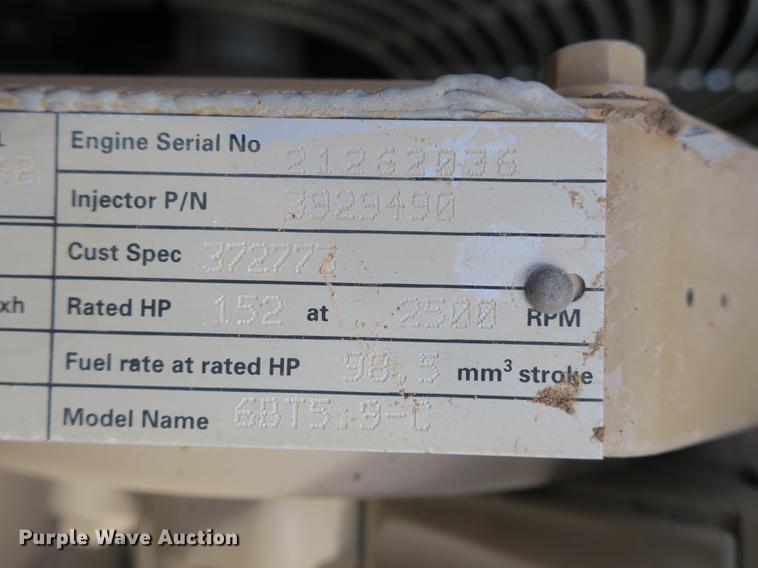 Engine Serial No 21262036
Injector P/N 3929490
Cust Spec 372777
xh
Rated HP 152 at 2500 RPM
Fuel rate at rated HP 98.5 mm³ stroke
Model Name 6BT5.9-C
Purple Wave Auction